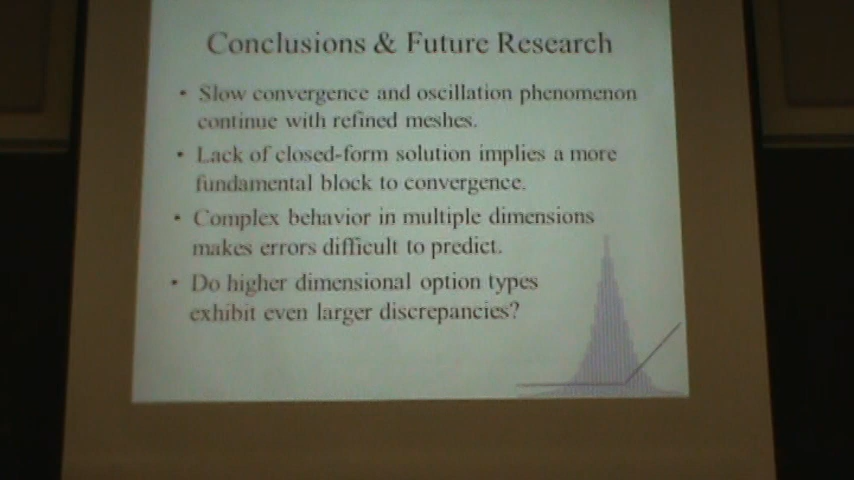 Conclusions & Future Research
• Slow convergence and oscillation phenomenon
continue with refined meshes.
• Lack of closed-form solution implies a more
fundamental block to convergence.
• Complex behavior in multiple dimensions
makes errors difficult to predict.
• Do higher dimensional option types
exhibit even larger discrepancies?